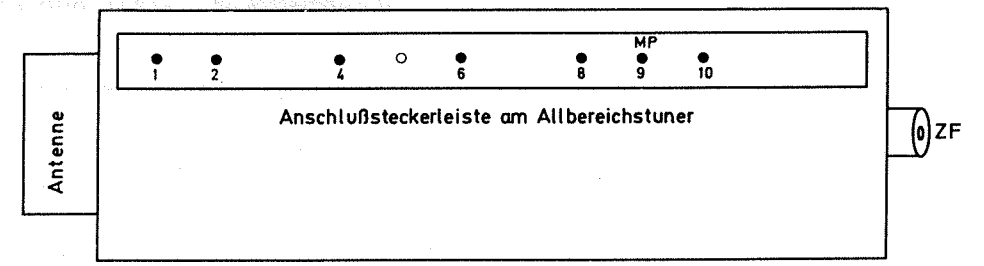 MP
1 2 4 6 8 9 10
Anschlußsteckerleiste am Allbereichstuner
Antenne
ZF